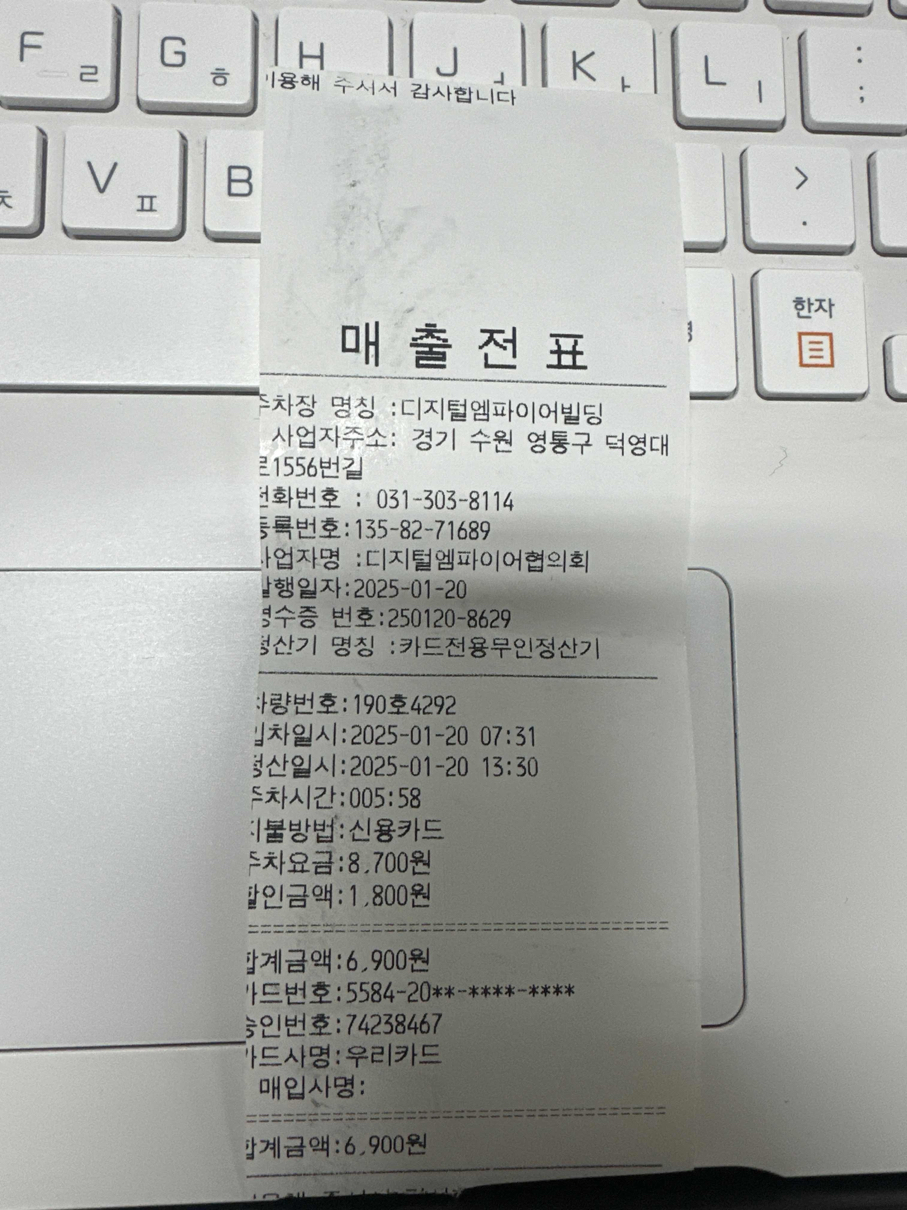 F ㄹ G ㅎ H J ㅓ K ㅏ L ㅣ : ;
이용해 주시서 감사합니다
ㅊ V ㅍ B > .
한자
매출전표
주차장 명칭 :디지털엠파이어빌딩
사업자주소: 경기 수원 영통구 덕영대
로1556번길
전화번호 : 031-303-8114
등록번호:135-82-71689
사업자명 :디지털엠파이어협의회
발행일자:2025-01-20
영수증 번호:250120-8629
정산기 명칭 :카드전용무인정산기
차량번호:190호4292
입차일시:2025-01-20 07:31
정산일시:2025-01-20 13:30
주차시간:005:58
지불방법:신용카드
주차요금:8,700원
할인금액:1,800원
합계금액:6,900원
카드번호:5584-20**-****-****
승인번호:74238467
카드사명:우리카드
매입사명:
합계금액:6,900원